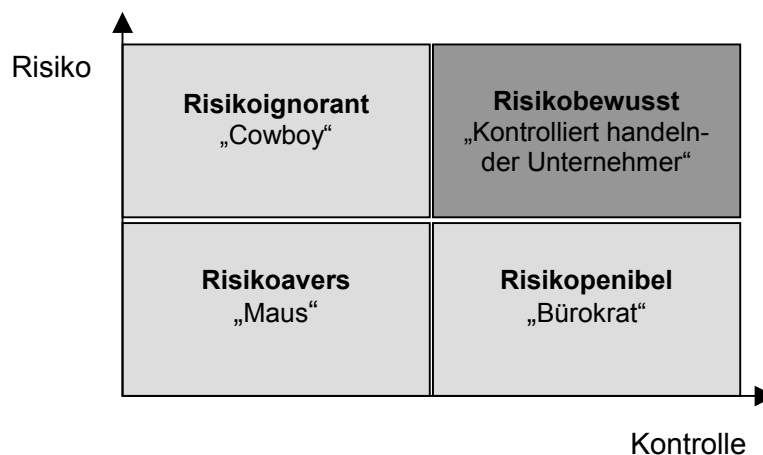 Risiko
Risikoignorant
„Cowboy“
Risikobewusst
„Kontrolliert handeln-
der Unternehmer“
Risikoavers
„Maus“
Risikopenibel
„Bürokrat“
Kontrolle